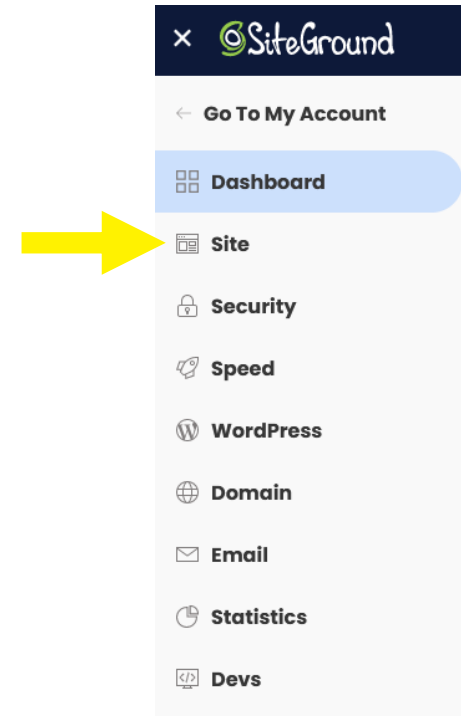 SiteGround
Go To My Account
Dashboard
Site
Security
Speed
WordPress
Domain
Email
Statistics
Devs